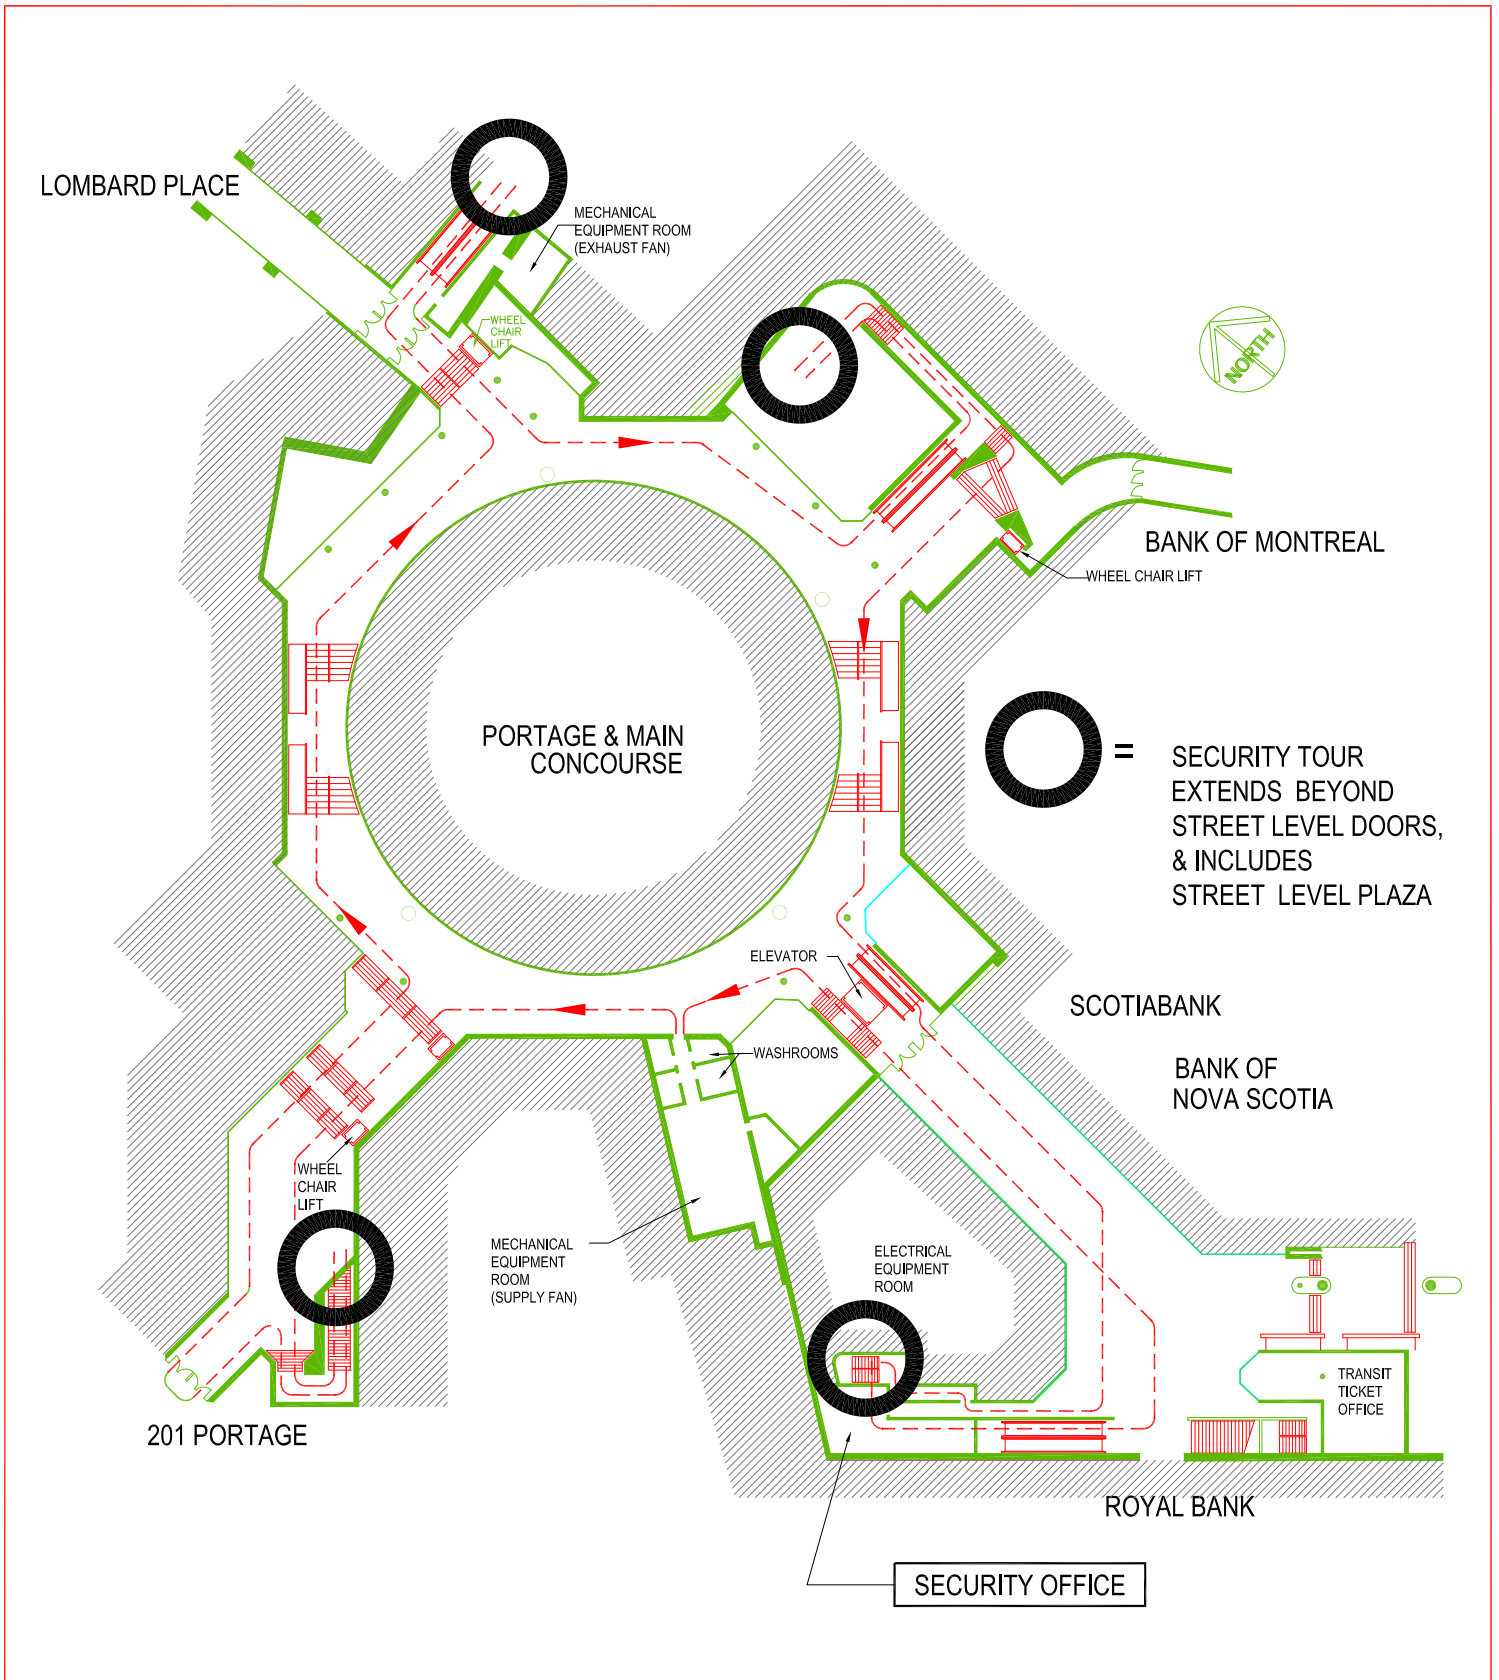 LOMBARD PLACE
MECHANICAL
EQUIPMENT ROOM
(EXHAUST FAN)
WHEEL
CHAIR
LIFT
NORTH
BANK OF MONTREAL
WHEEL CHAIR LIFT
PORTAGE & MAIN
CONCOURSE
=
SECURITY TOUR
EXTENDS BEYOND
STREET LEVEL DOORS,
& INCLUDES
STREET LEVEL PLAZA
ELEVATOR
SCOTIABANK
WASHROOMS
BANK OF
NOVA SCOTIA
WHEEL
CHAIR
LIFT
MECHANICAL
EQUIPMENT
ROOM
(SUPPLY FAN)
ELECTRICAL
EQUIPMENT
ROOM
TRANSIT
TICKET
OFFICE
201 PORTAGE
ROYAL BANK
SECURITY OFFICE